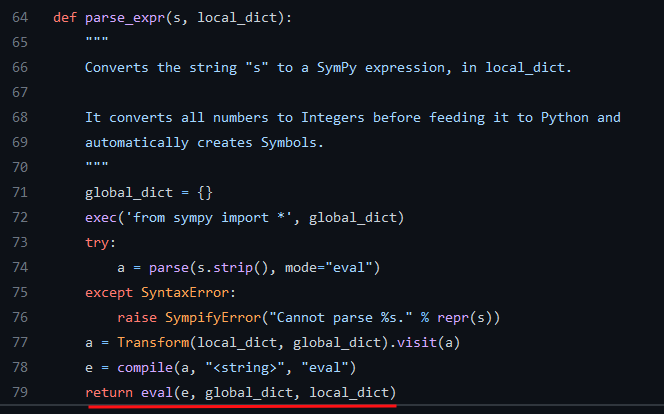 64 def parse_expr(s, local_dict):
65     """
66     Converts the string "s" to a SymPy expression, in local_dict.
67
68     It converts all numbers to Integers before feeding it to Python and
69     automatically creates Symbols.
70     """
71     global_dict = {}
72     exec('from sympy import *', global_dict)
73     try:
74         a = parse(s.strip(), mode="eval")
75     except SyntaxError:
76         raise SympifyError("Cannot parse %s." % repr(s))
77     a = Transform(local_dict, global_dict).visit(a)
78     e = compile(a, "<string>", "eval")
79     return eval(e, global_dict, local_dict)